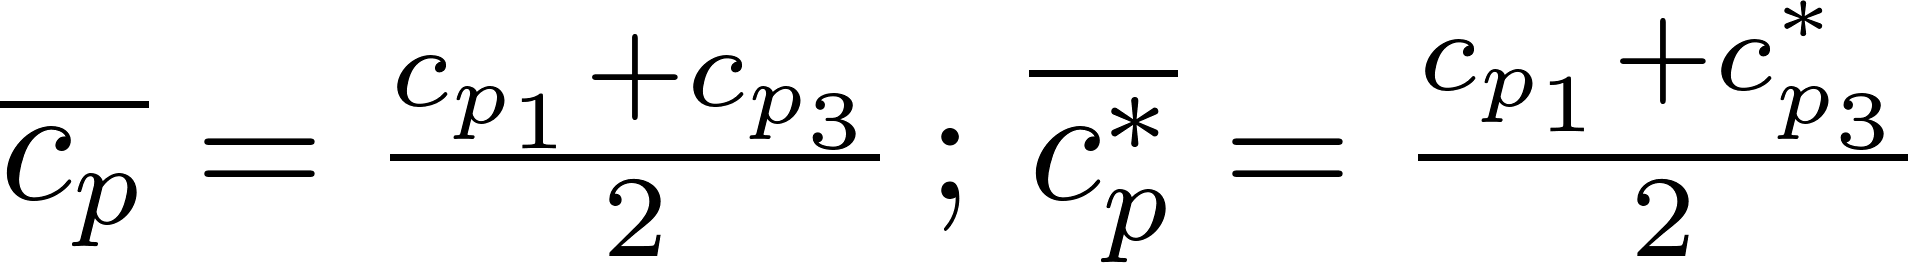 $\overline{c_p} = \frac{c_{p_1} + c_{p_3}}{2} \; ; \; \overline{c_p^*} = \frac{c_{p_1} + c_{p_3}^*}{2}$